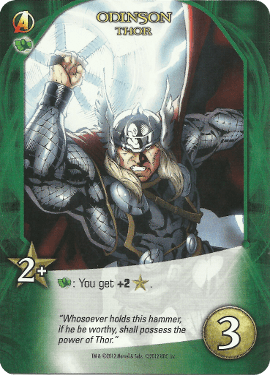 ODINSON
THOR
2+
: You get +2
"Whosoever holds this hammer,
if he be worthy, shall possess the
power of Thor."
3